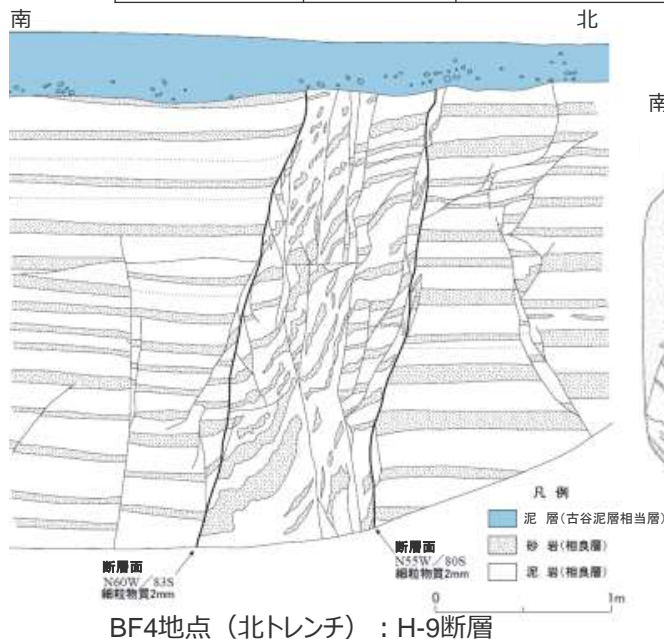 南
北
南
凡 例
泥 層(古谷泥層相当層)
砂 岩(相良層)
泥 岩(相良層)
断層面
N60W/83S
細粒物質2mm
断層面
N55W/80S
細粒物質2mm
0
1m
BF4地点（北トレンチ）：H-9断層